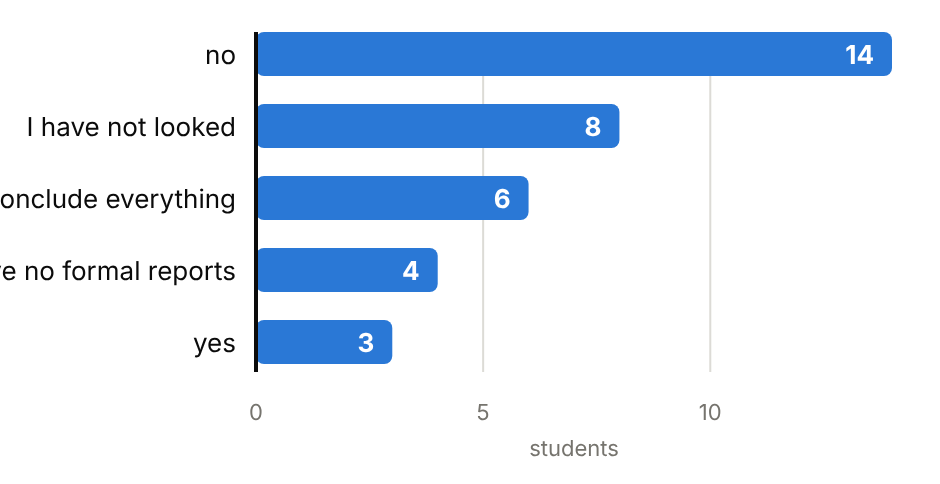 no
14
I have not looked
8
onclude everything
6
e no formal reports
4
yes
3
0 5 10
students